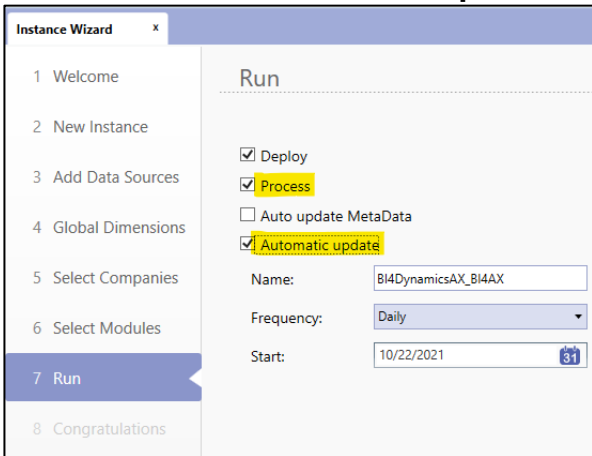 Instance Wizard x
1 Welcome
2 New Instance
3 Add Data Sources
4 Global Dimensions
5 Select Companies
6 Select Modules
7 Run
8 Congratulations
Run
Deploy
Process
Auto update MetaData
Automatic update
Name: BI4DynamicsAX_BI4AX
Frequency: Daily
Start: 10/22/2021 31